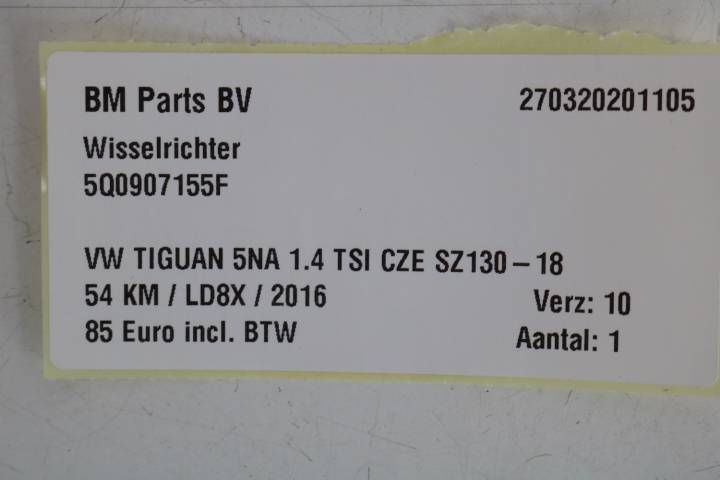 BM Parts BV 270320201105
Wisselrichter
5Q0907155F
VW TIGUAN 5NA 1.4 TSI CZE SZ130 – 18
54 KM / LD8X / 2016 Verz: 10
85 Euro incl. BTW Aantal: 1